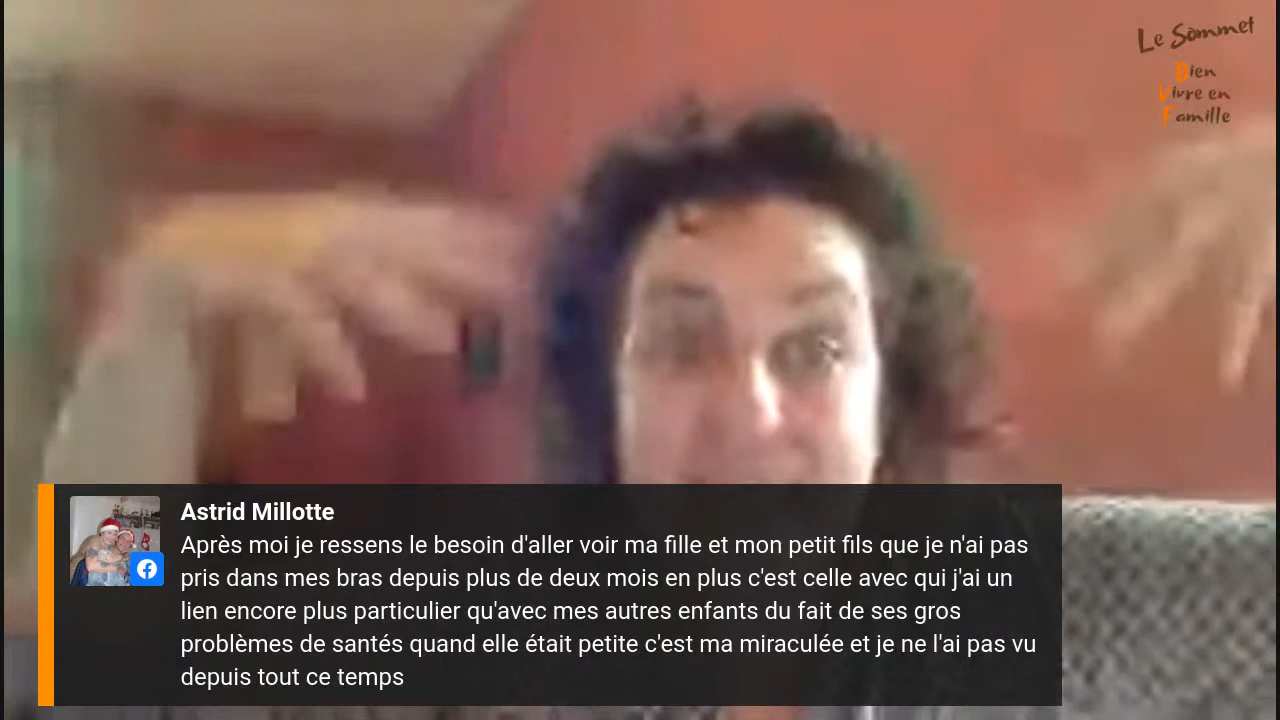 Le Sommet
Bien
Vivre en
Famille
Astrid Millotte
Après moi je ressens le besoin d'aller voir ma fille et mon petit fils que je n'ai pas
pris dans mes bras depuis plus de deux mois en plus c'est celle avec qui j'ai un
lien encore plus particulier qu'avec mes autres enfants du fait de ses gros
problèmes de santés quand elle était petite c'est ma miraculée et je ne l'ai pas vu
depuis tout ce temps